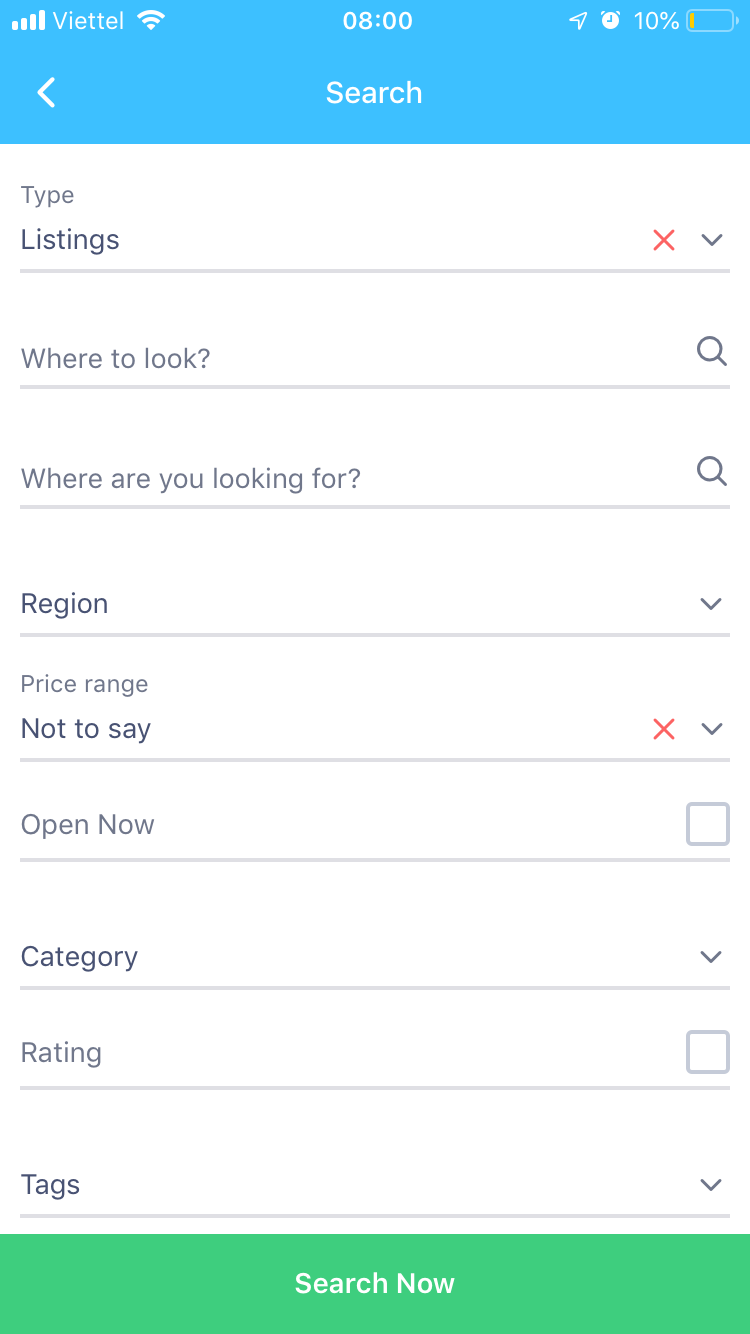 Viettel 08:00 10%
Search
Type
Listings
Where to look?
Where are you looking for?
Region
Price range
Not to say
Open Now
Category
Rating
Tags
Search Now